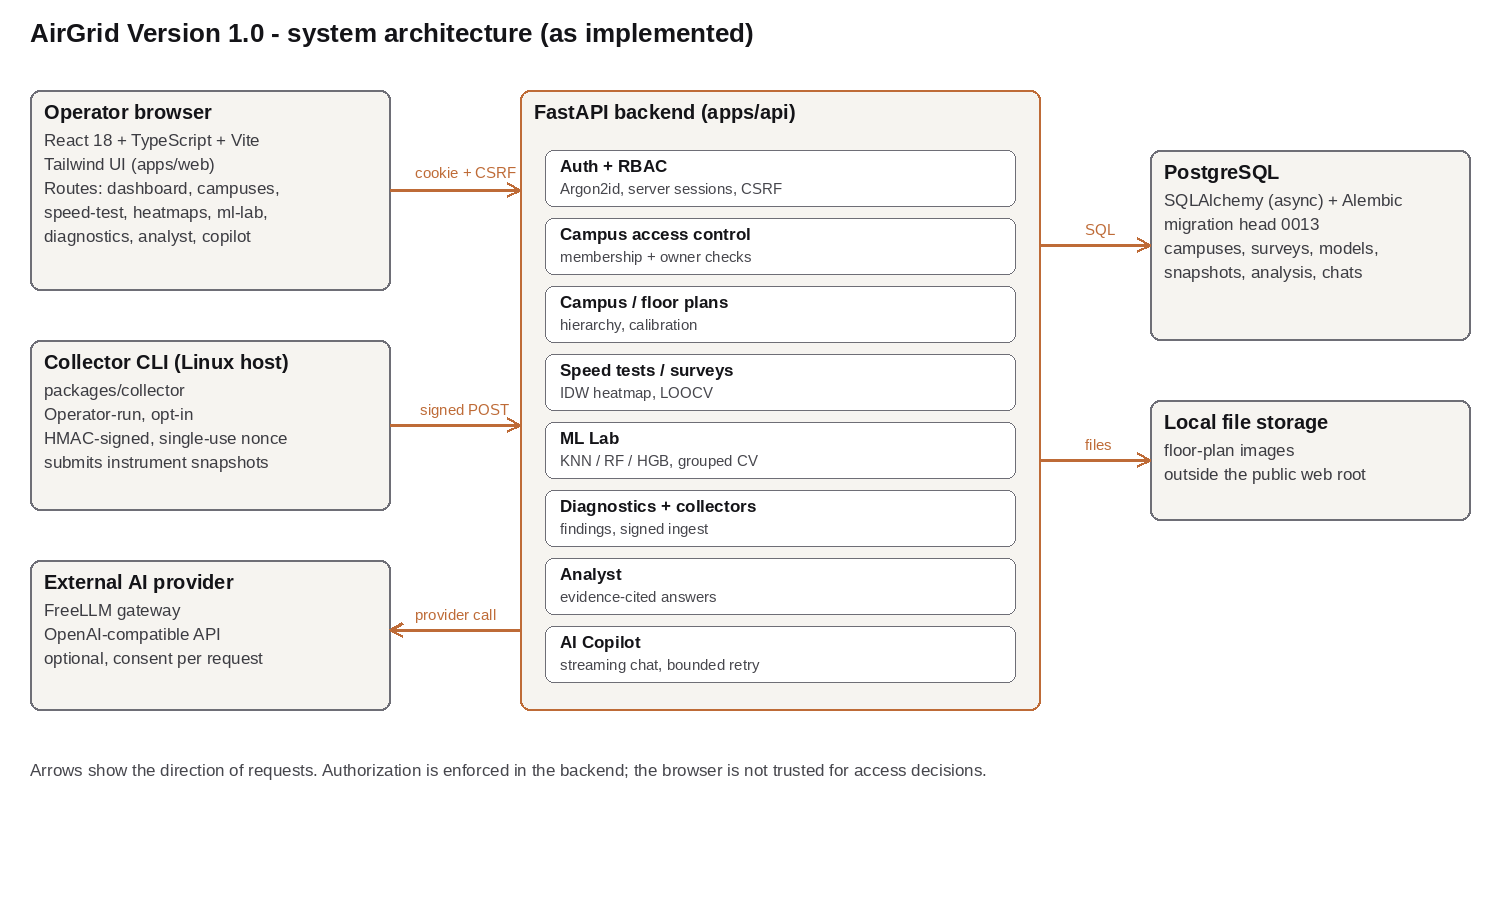 AirGrid Version 1.0 - system architecture (as implemented)
Operator browser
React 18 + TypeScript + Vite
Tailwind UI (apps/web)
Routes: dashboard, campuses,
speed-test, heatmaps, ml-lab,
diagnostics, analyst, copilot
cookie + CSRF
Collector CLI (Linux host)
packages/collector
Operator-run, opt-in
HMAC-signed, single-use nonce
submits instrument snapshots
signed POST
External AI provider
FreeLLM gateway
OpenAI-compatible API
optional, consent per request
provider call
FastAPI backend (apps/api)
Auth + RBAC
Argon2id, server sessions, CSRF
Campus access control
membership + owner checks
Campus / floor plans
hierarchy, calibration
Speed tests / surveys
IDW heatmap, LOOCV
ML Lab
KNN / RF / HGB, grouped CV
Diagnostics + collectors
findings, signed ingest
Analyst
evidence-cited answers
AI Copilot
streaming chat, bounded retry
SQL
PostgreSQL
SQLAlchemy (async) + Alembic
migration head 0013
campuses, surveys, models,
snapshots, analysis, chats
files
Local file storage
floor-plan images
outside the public web root
Arrows show the direction of requests. Authorization is enforced in the backend; the browser is not trusted for access decisions.